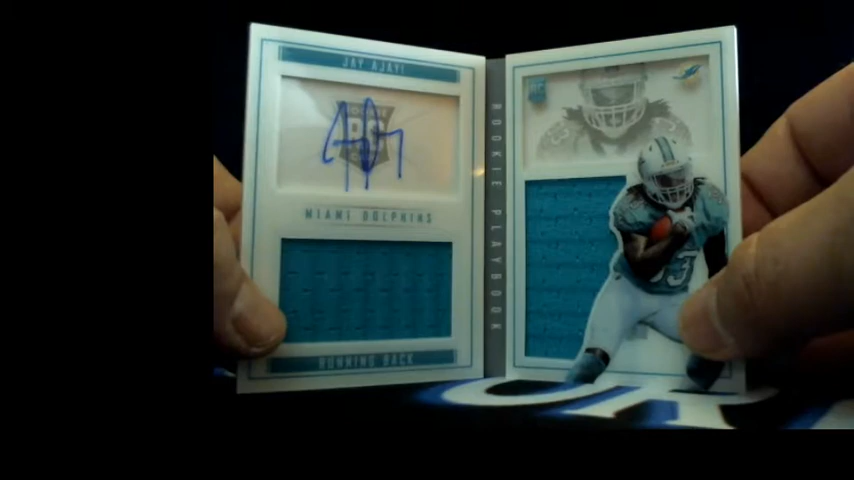 JAY AJAYI
MIAMI DOLPHINS
RUNNING BACK
ROOKIE PLAYBOOK
RC